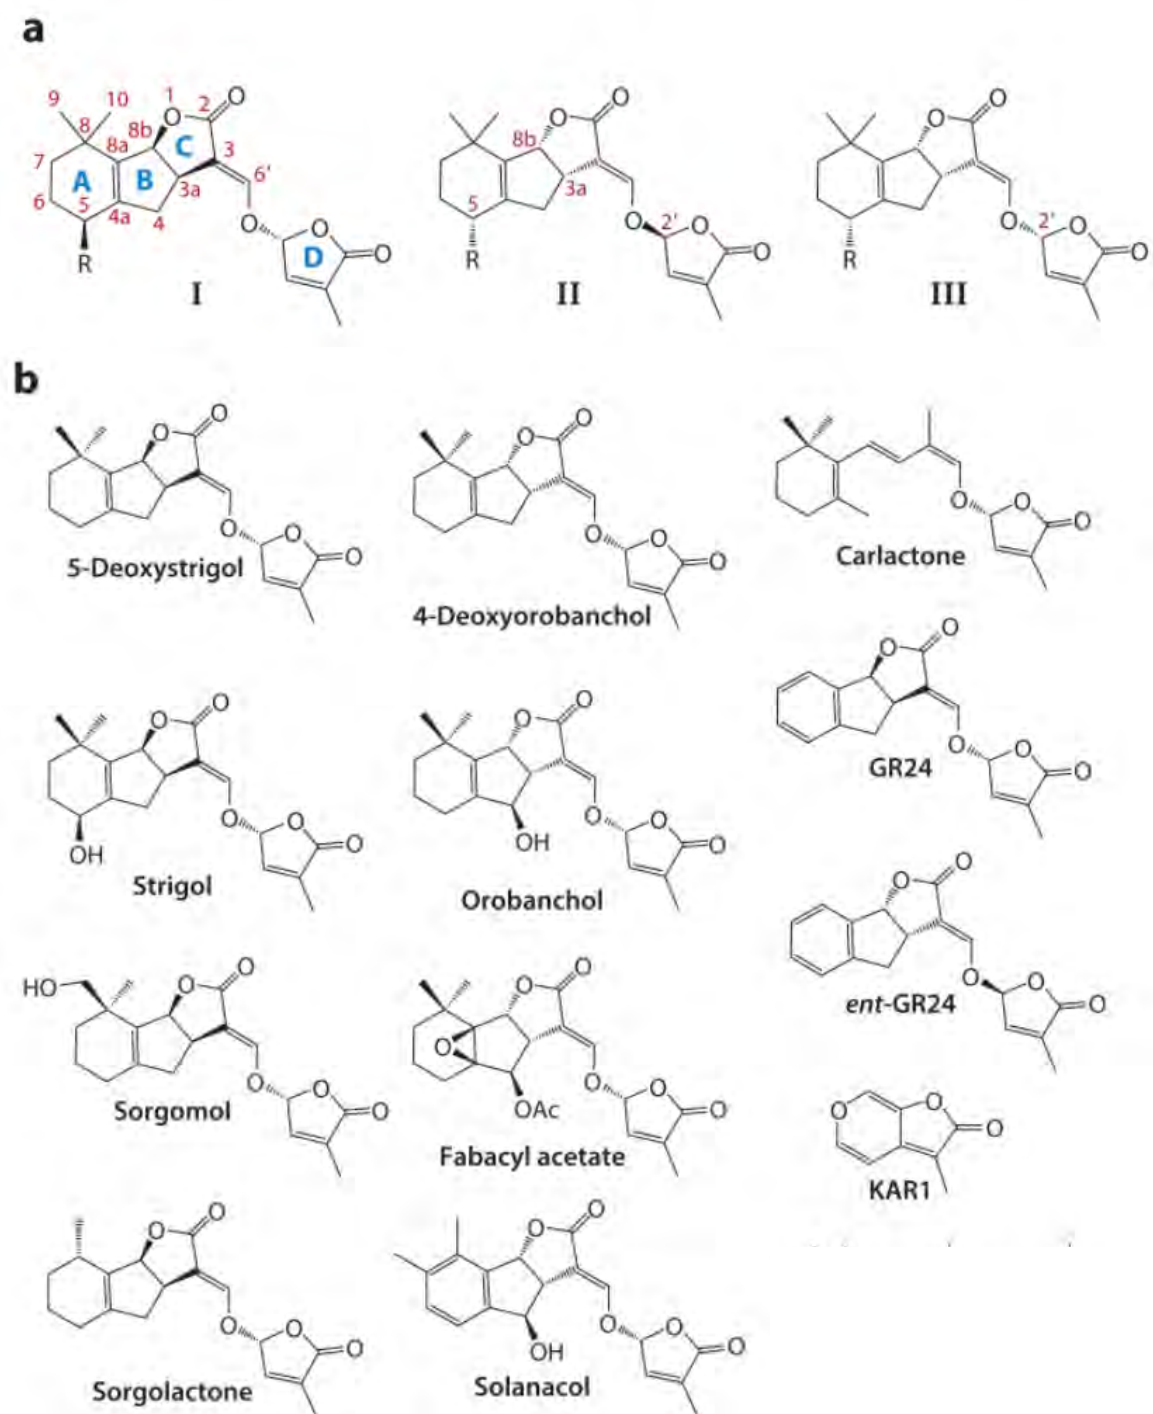 a
9 10 1 2 O
8 8b O
7 8a C 3
A B 6'
6 5 3a
4a 4 O O
R D O
I
O O
8b
3a
5 O 2' O
R O
II
O O
O 2' O
R O
III
b
O O
O O
O
5-Deoxystrigol
O O
O O
O
4-Deoxyorobanchol
O O
O
Carlactone
O O
O O
O
GR24
O O
O O
O
OH
Strigol
O O
O O
O
OH
Orobanchol
O O
O O
O
ent-GR24
HO O O
O O
O
Sorgomol
O O
O
O O
O
OAc
Fabacyl acetate
O O O
KAR1
O O
O O
O
Sorgolactone
O O
O O
O
OH
Solanacol